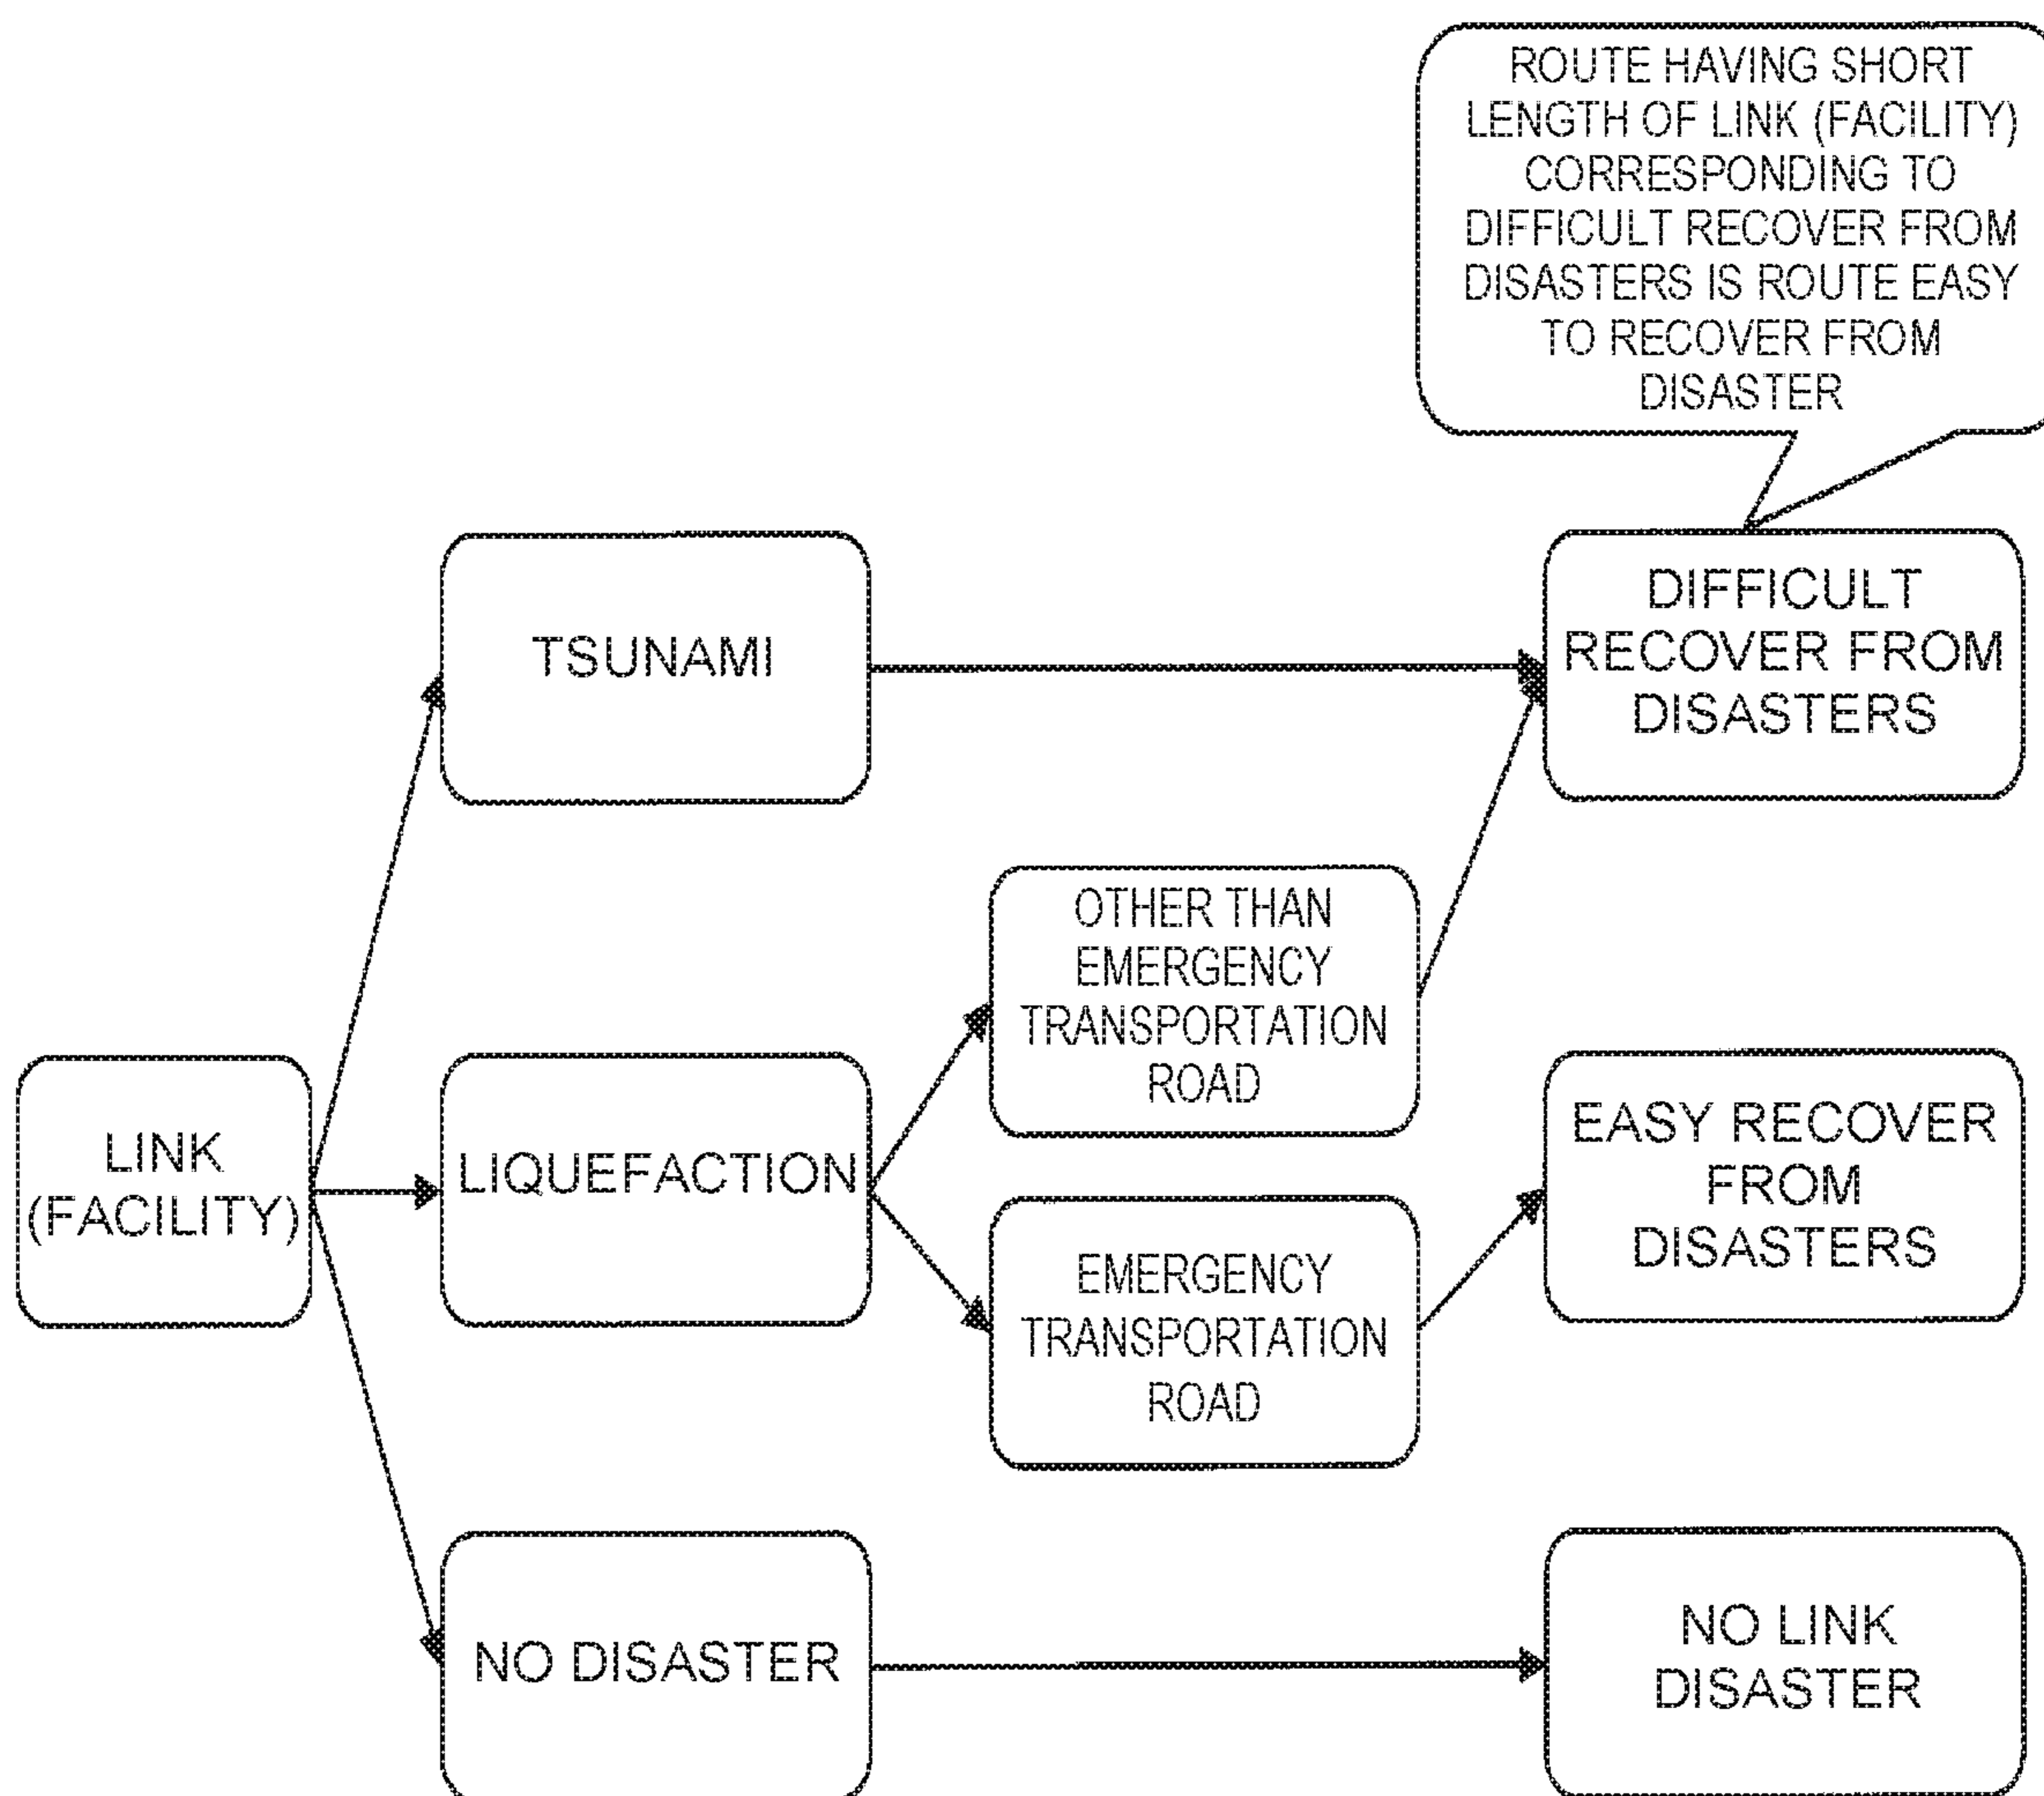 ROUTE HAVING SHORT
LENGTH OF LINK (FACILITY)
CORRESPONDING TO
DIFFICULT RECOVER FROM
DISASTERS IS ROUTE EASY
TO RECOVER FROM
DISASTER
TSUNAMI
DIFFICULT
RECOVER FROM
DISASTERS
OTHER THAN
EMERGENCY
TRANSPORTATION
ROAD
LINK
(FACILITY)
LIQUEFACTION
EASY RECOVER
FROM
DISASTERS
EMERGENCY
TRANSPORTATION
ROAD
NO DISASTER
NO LINK
DISASTER